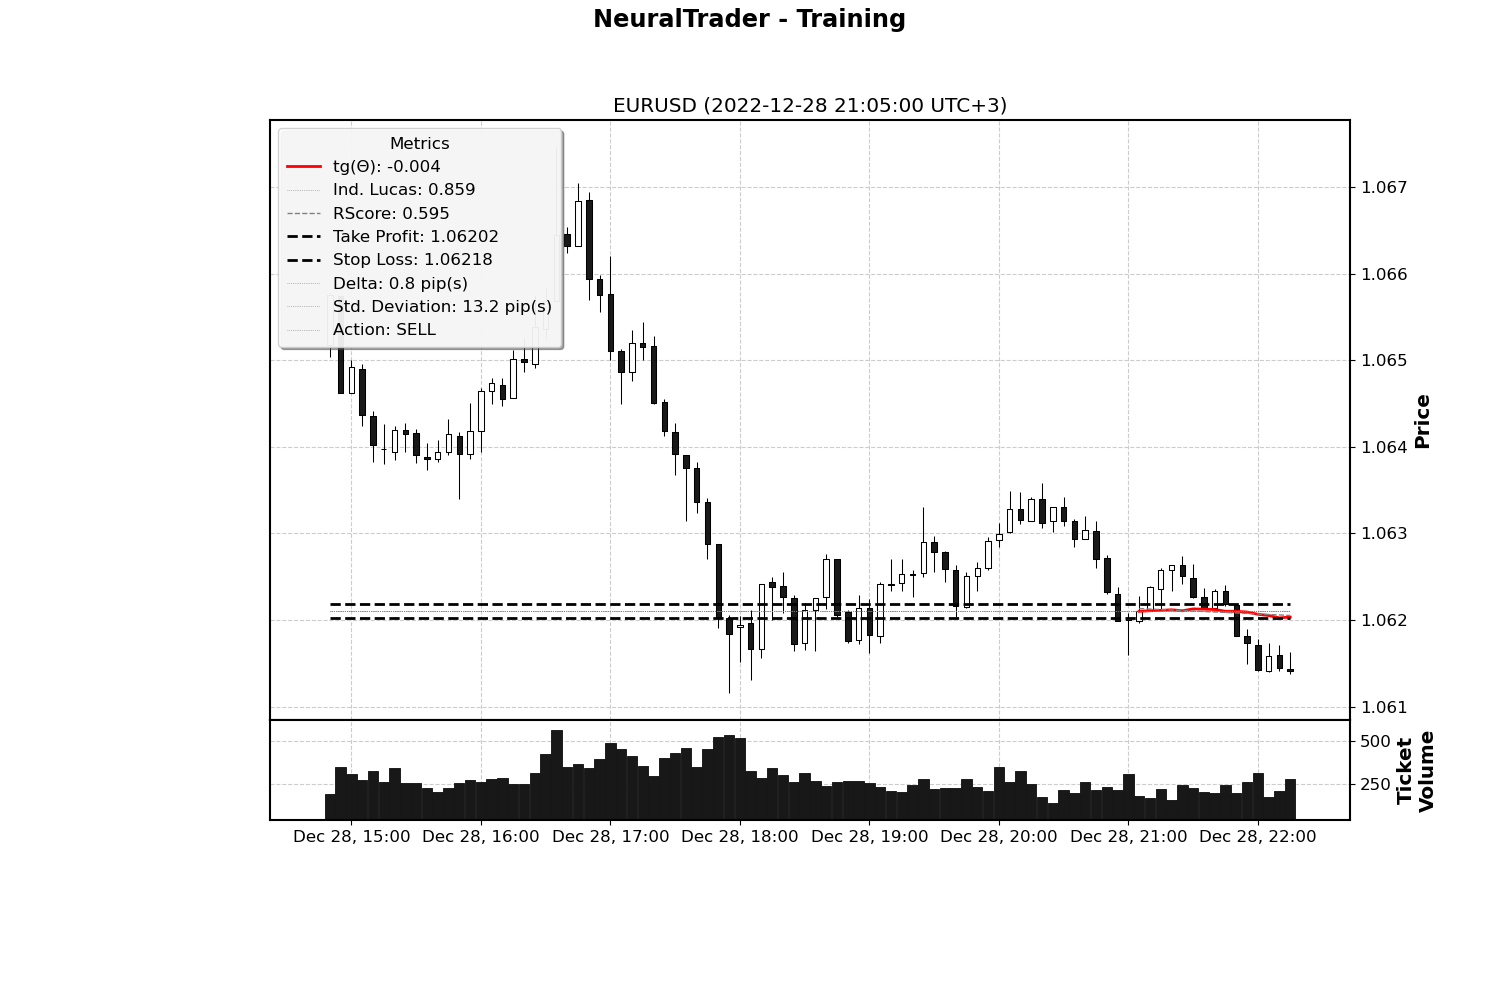 NeuralTrader - Training
EURUSD (2022-12-28 21:05:00 UTC+3)
Metrics
tg(Θ): -0.004
Ind. Lucas: 0.859
RScore: 0.595
Take Profit: 1.06202
Stop Loss: 1.06218
Delta: 0.8 pip(s)
Std. Deviation: 13.2 pip(s)
Action: SELL
1.067
1.066
1.065
1.064
1.063
1.062
1.061
Price
500
250
Ticket
Volume
Dec 28, 15:00
Dec 28, 16:00
Dec 28, 17:00
Dec 28, 18:00
Dec 28, 19:00
Dec 28, 20:00
Dec 28, 21:00
Dec 28, 22:00